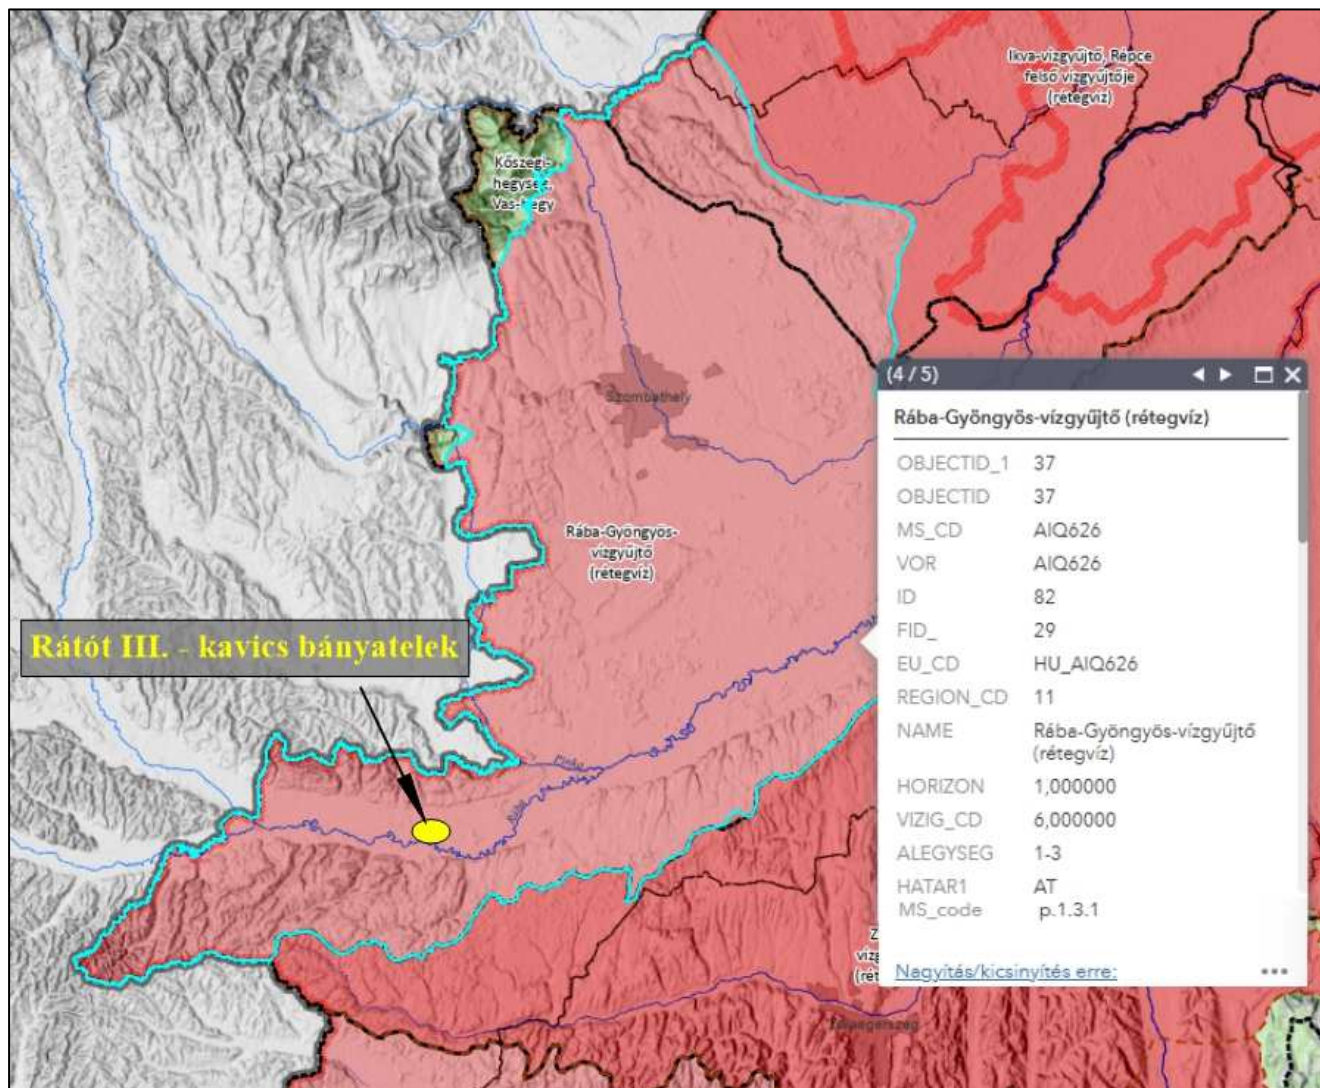 Ikva-vízgyűjtő, Répce
felső vízgyűjtője
(rétegvíz)
Kőszegi-
hegység,
Vas-hegy
Szombathely
Rába-Gyöngyös-
vízgyűjtő
(rétegvíz)
Rátót III. - kavics bányatelek
Pinka
Rába
(4 / 5)
Rába-Gyöngyös-vízgyűjtő (rétegvíz)
OBJECTID_1 37
OBJECTID 37
MS_CD AIQ626
VOR AIQ626
ID 82
FID_ 29
EU_CD HU_AIQ626
REGION_CD 11
NAME Rába-Gyöngyös-vízgyűjtő
(rétegvíz)
HORIZON 1,000000
VIZIG_CD 6,000000
ALEGYSEG 1-3
HATAR1 AT
MS_code p.1.3.1
Nagyítás/kicsinyítés erre:
Zalaegerszeg